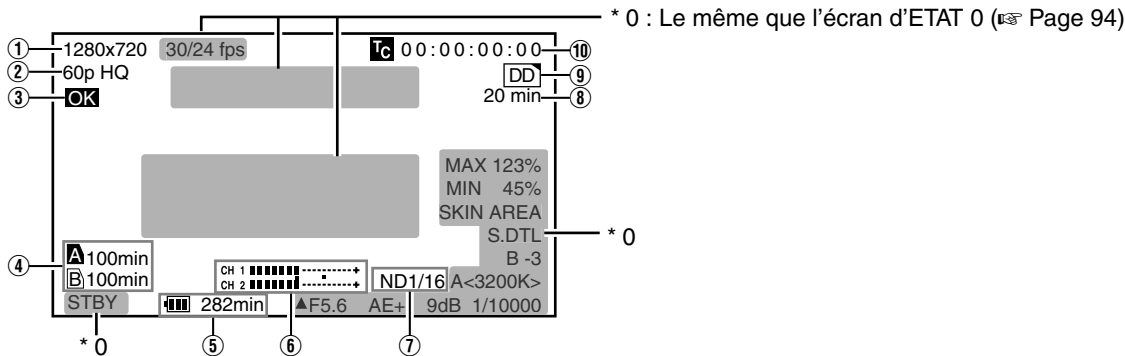 * 0 : Le même que l'écran d'ETAT 0 (☞ Page 94)
① 1280x720 30/24 fps TC 00:00:00:00 ⑩
② 60p HQ DD ⑨
③ OK 20 min ⑧
MAX 123%
MIN 45%
SKIN AREA
S.DTL * 0
B -3
④ A 100min
B 100min
CH 1
CH 2
ND1/16 A<3200K>
STBY 282min ▲F5.6 AE+ 9dB 1/10000
* 0 ⑤ ⑥ ⑦